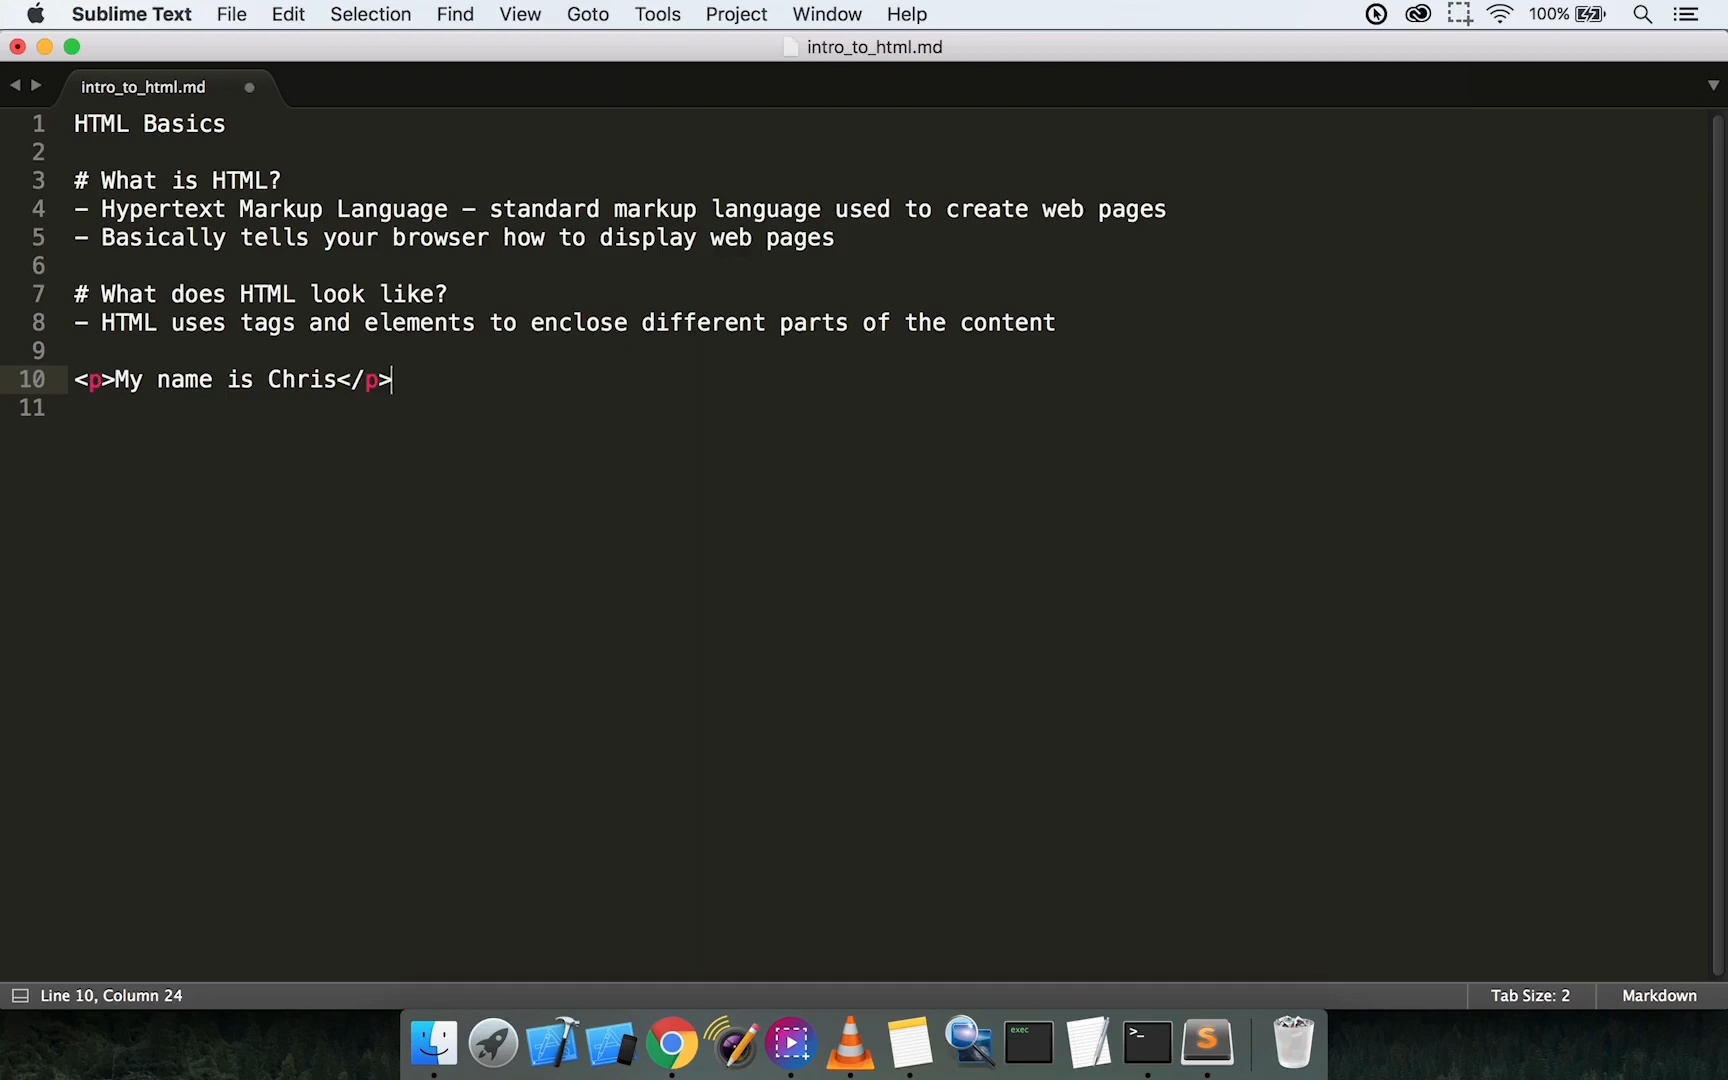 Sublime Text File Edit Selection Find View Goto Tools Project Window Help 100%
intro_to_html.md
intro_to_html.md
1 HTML Basics
2
3 # What is HTML?
4 - Hypertext Markup Language - standard markup language used to create web pages
5 - Basically tells your browser how to display web pages
6
7 # What does HTML look like?
8 - HTML uses tags and elements to enclose different parts of the content
9
10 <p>My name is Chris</p>
11
Line 10, Column 24 Tab Size: 2 Markdown
exec
>_
S